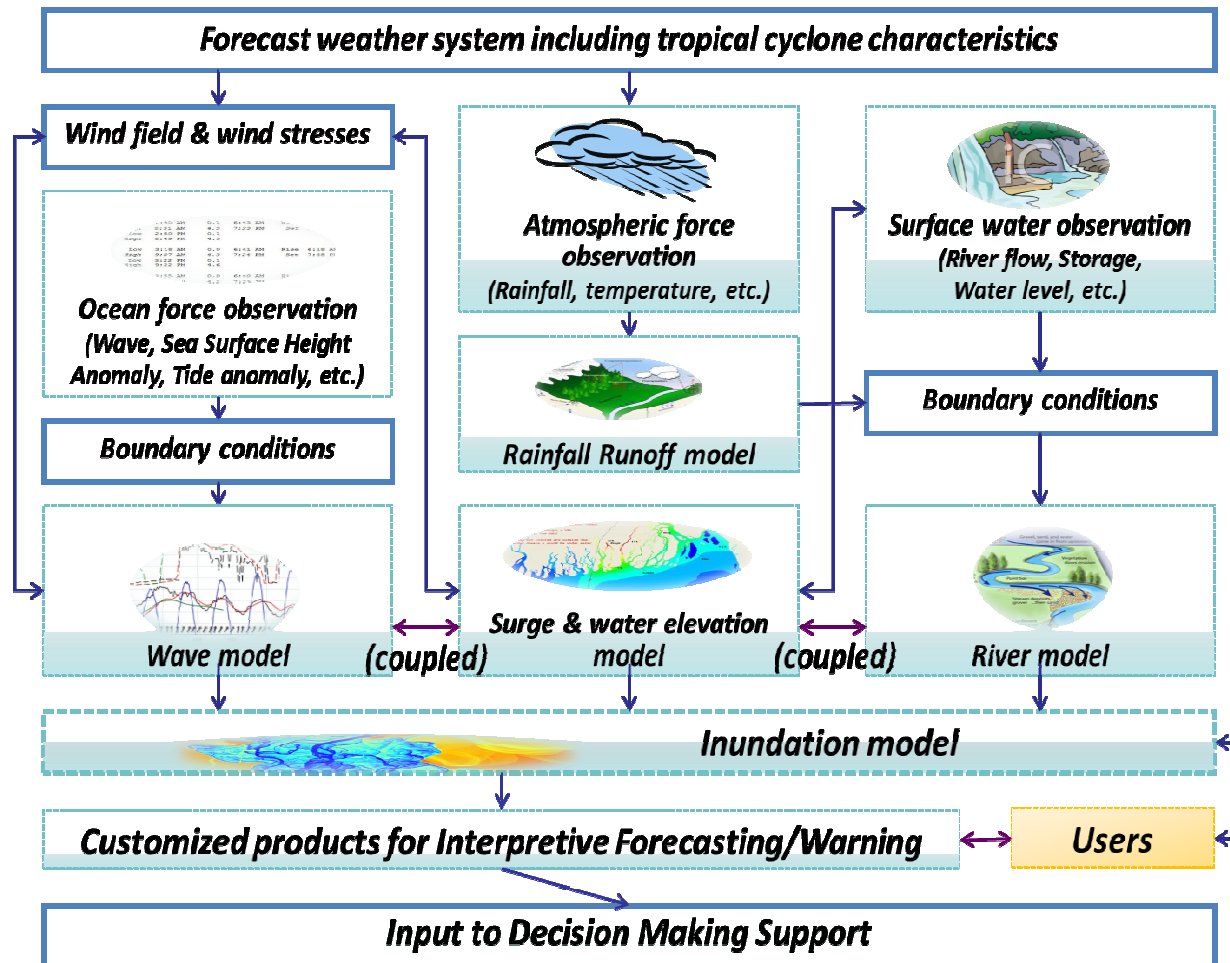 Forecast weather system including tropical cyclone characteristics
Wind field & wind stresses
Ocean force observation
(Wave, Sea Surface Height
Anomaly, Tide anomaly, etc.)
Boundary conditions
Atmospheric force
observation
(Rainfall, temperature, etc.)
Rainfall Runoff model
Surface water observation
(River flow, Storage,
Water level, etc.)
Boundary conditions
Wave model
(coupled)
Surge & water elevation
model
(coupled)
River model
Inundation model
Customized products for Interpretive Forecasting/Warning
Users
Input to Decision Making Support